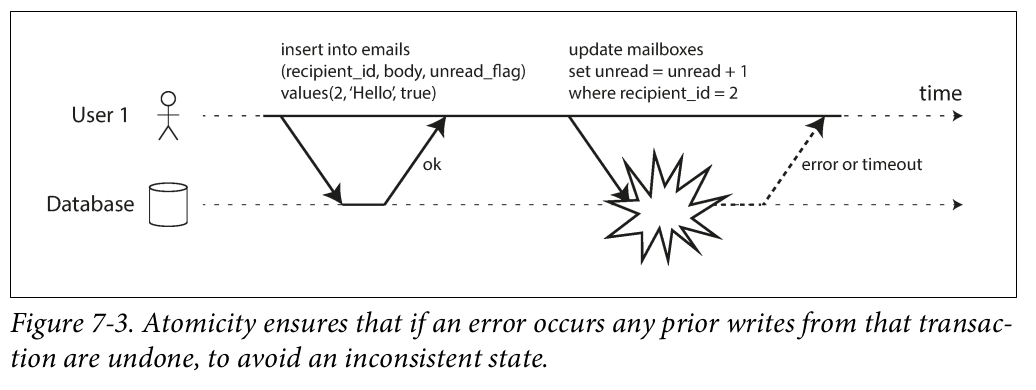 insert into emails
(recipient_id, body, unread_flag)
values(2, ‘Hello’, true)
update mailboxes
set unread = unread + 1
where recipient_id = 2
time
User 1
ok
error or timeout
Database
Figure 7-3. Atomicity ensures that if an error occurs any prior writes from that transac-
tion are undone, to avoid an inconsistent state.